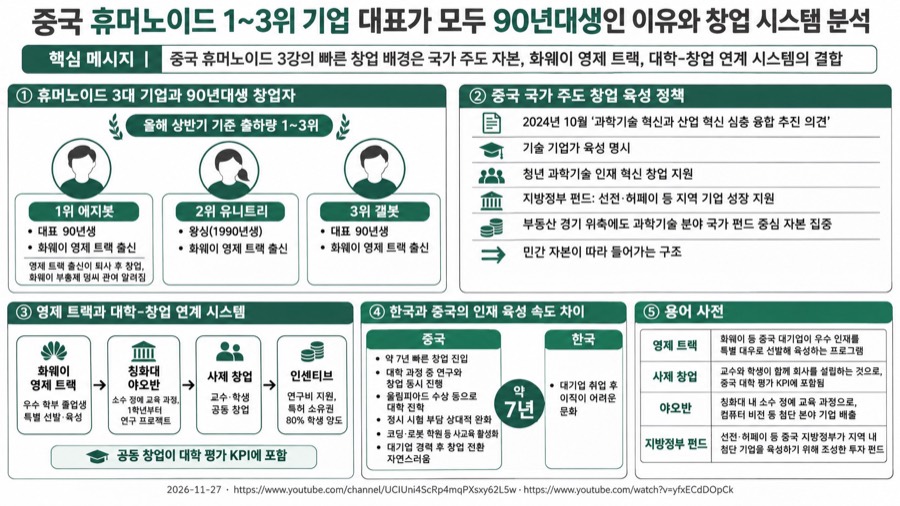 중국 휴머노이드 1~3위 기업 대표가 모두 90년대생인 이유와 창업 시스템 분석
핵심 메시지 | 중국 휴머노이드 3강의 빠른 창업 배경은 국가 주도 자본, 화웨이 영제 트랙, 대학-창업 연계 시스템의 결합
① 휴머노이드 3대 기업과 90년대생 창업자
올해 상반기 기준 출하량 1~3위
1위 에지봇
• 대표 90년생
• 화웨이 영제 트랙 출신
영제 트랙 출신이 퇴사 후 창업,
화웨이 부총제 멍씨 관여 알려짐
2위 유니트리
• 왕싱(1990년생)
• 화웨이 영제 트랙 출신
3위 갤봇
• 대표 90년생
• 화웨이 영제 트랙 출신
② 중국 국가 주도 창업 육성 정책
2024년 10월 '과학기술 혁신과 산업 혁신 심층 융합 추진 의견'
기술 기업가 육성 명시
청년 과학기술 인재 혁신 창업 지원
지방정부 펀드: 선전·허페이 등 지역 기업 성장 지원
부동산 경기 위축에도 과학기술 분야 국가 펀드 중심 자본 집중
민간 자본이 따라 들어가는 구조
③ 영제 트랙과 대학-창업 연계 시스템
화웨이
영제 트랙
우수 학부 졸업생
특별 선발·육성
칭화대
야오반
소수 정예 교육 과정,
1학년부터
연구 프로젝트
사제 창업
교수·학생
공동 창업
인센티브
연구비 지원,
특허 소유권
80% 학생 양도
공동 창업이 대학 평가 KPI에 포함
④ 한국과 중국의 인재 육성 속도 차이
중국
• 약 7년 빠른 창업 진입
• 대학 과정 중 연구와
창업 동시 진행
• 올림피아드 수상 등으로
대학 진학
• 정시 시험 부담 상대적 완화
• 코딩·로봇 학원 등 사교육 활성화
• 대기업 경력 후 창업 전환
자연스러움
약
7년
한국
• 대기업 취업 후
이직이 어려운
문화
⑤ 용어 사전
영제 트랙
화웨이 등 중국 대기업이 우수 인재를
특별 대우로 선발해 육성하는 프로그램
사제 창업
교수와 학생이 함께 회사를 설립하는 것으로,
중국 대학 평가 KPI에 포함됨
야오반
칭화대 내 소수 정예 교육 과정으로,
컴퓨터 비전 등 첨단 본야 기업 배출
지방정부 펀드
선전·허페이 등 중국 지방정부가 지역 내
첨단 기업을 육성하기 위해 조성한 투자 펀드
2026-11-27 · https://www.youtube.com/channel/UCIUni4ScRp4mqPXsxy62L5w · https://www.youtube.com/watch?v=yfxECdDOpCk